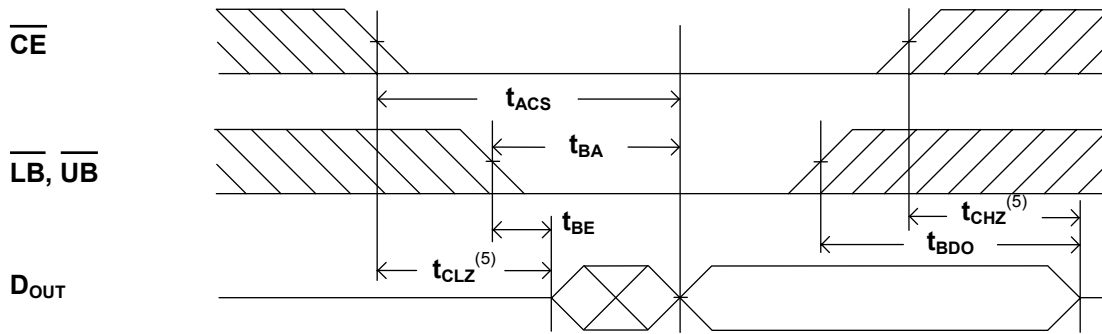 CE
tACS
tBA
LB, UB
tCHZ(5)
tBE
tBDO
tCLZ(5)
DOUT